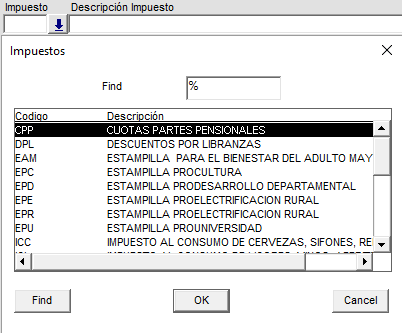 Impuesto Descripción Impuesto
Impuestos
Find %
Codigo Descripción
CPP CUOTAS PARTES PENSIONALES
DPL DESCUENTOS POR LIBRANZAS
EAM ESTAMPILLA PARA EL BIENESTAR DEL ADULTO MAY
EPC ESTAMPILLA PROCULTURA
EPD ESTAMPILLA PRODESARROLLO DEPARTAMENTAL
EPE ESTAMPILLA PROELECTRIFICACION RURAL
EPR ESTAMPILLA PROELECTRIFICACION RURAL
EPU ESTAMPILLA PROUNIVERSIDAD
ICC IMPUESTO AL CONSUMO DE CERVEZAS, SIFONES, RE
Find OK Cancel